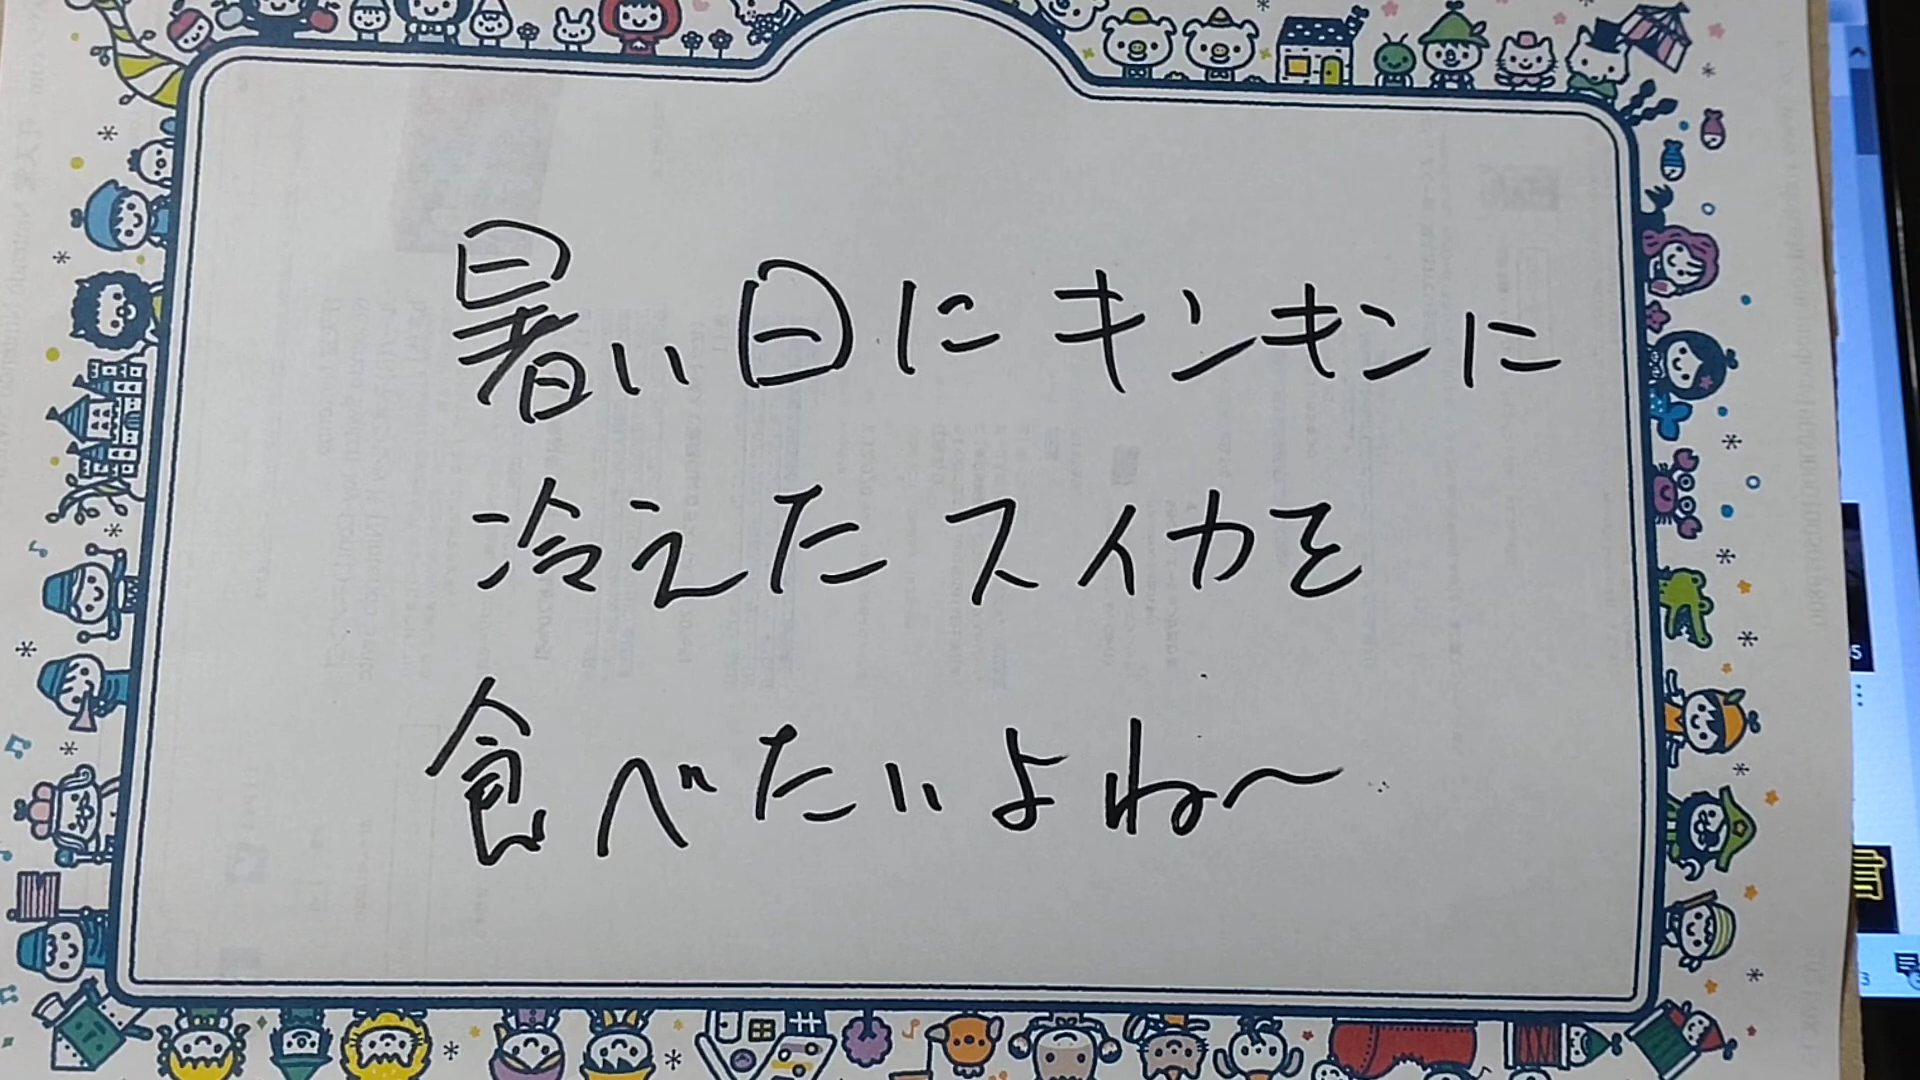 暑い日にキンキンに
冷えたスイカを
食べたいよね〜